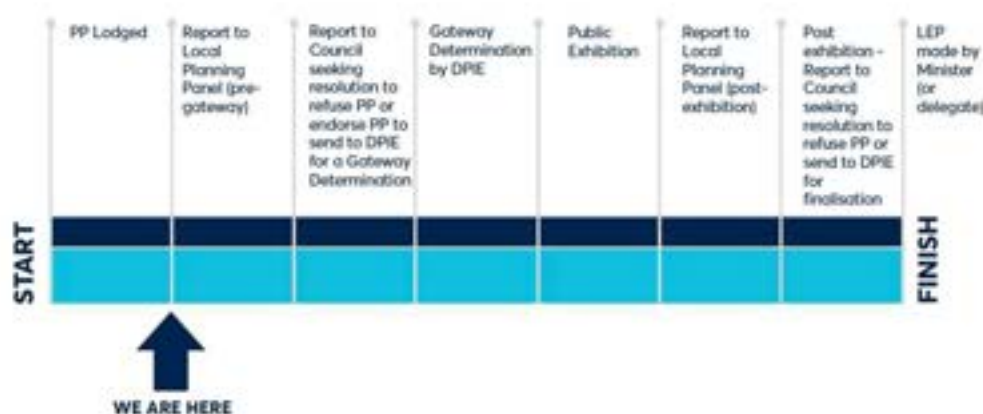 PP Lodged
Report to
Local
Planning
Panel (pre-
gateway)
Report to
Council
seeking
resolution to
refuse PP or
endorse PP to
send to DPIE
for a Gateway
Determination
Gateway
Determination
by DPIE
Public
Exhibition
Report to
Local
Planning
Panel (post-
exhibition)
Post
exhibition -
Report to
Council
seeking
resolution to
refuse PP or
send to DPIE
for
finalisation
LEP
made by
Minister
(or
delegate)
START
FINISH
WE ARE HERE